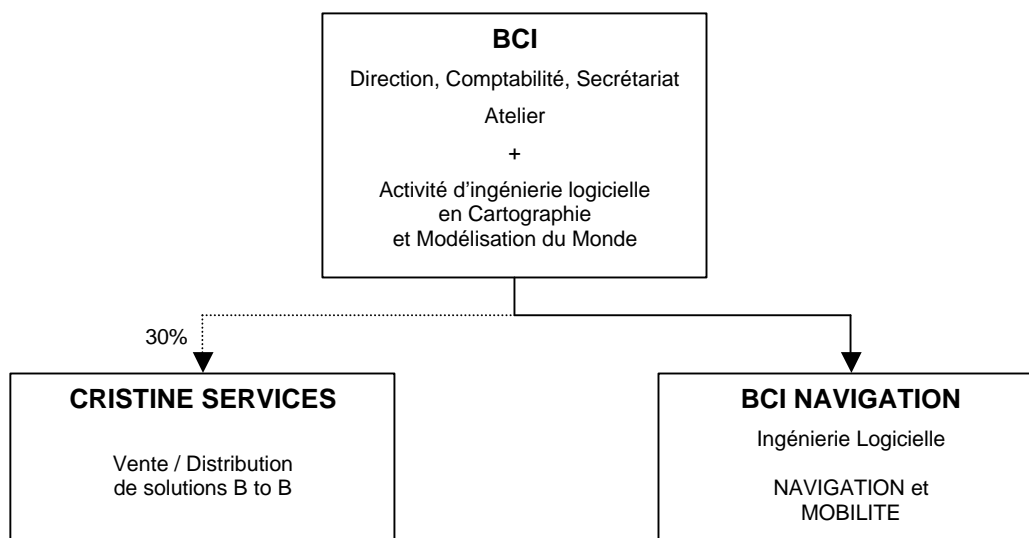 BCI
Direction, Comptabilité, Secrétariat
Atelier
+
Activité d'ingénierie logicielle
en Cartographie
et Modélisation du Monde
30%
CRISTINE SERVICES
Vente / Distribution
de solutions B to B
BCI NAVIGATION
Ingénierie Logicielle
NAVIGATION et
MOBILITE